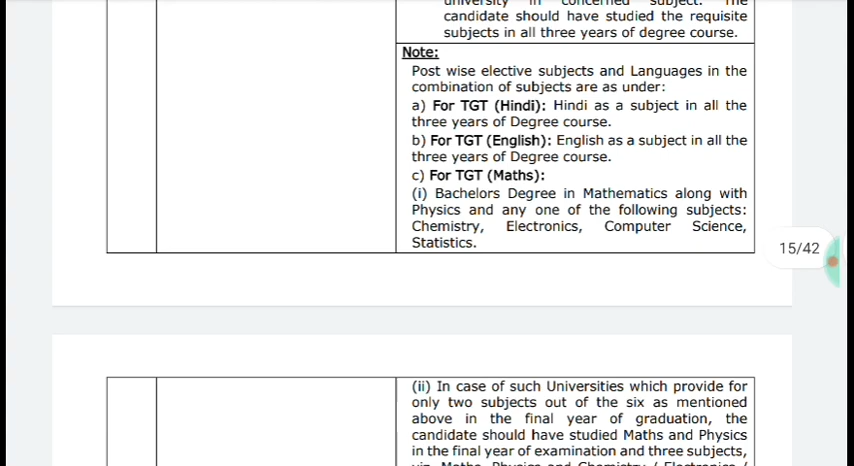 candidate should have studied the requisite
subjects in all three years of degree course.
Note:
Post wise elective subjects and Languages in the
combination of subjects are as under:
a) For TGT (Hindi): Hindi as a subject in all the
three years of Degree course.
b) For TGT (English): English as a subject in all the
three years of Degree course.
c) For TGT (Maths):
(i) Bachelors Degree in Mathematics along with
Physics and any one of the following subjects:
Chemistry, Electronics, Computer Science,
Statistics.
15/42
(ii) In case of such Universities which provide for
only two subjects out of the six as mentioned
above in the final year of graduation, the
candidate should have studied Maths and Physics
in the final year of examination and three subjects,